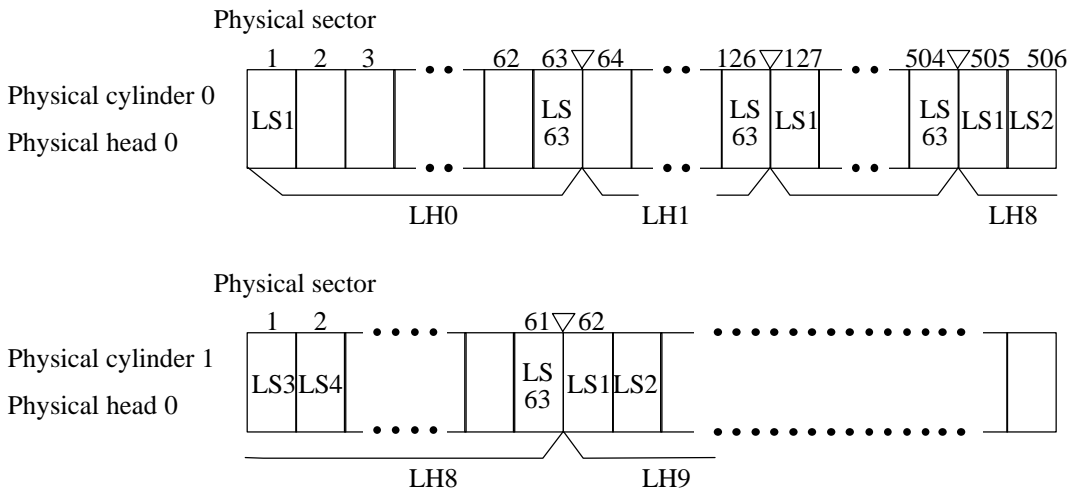 Physical sector
1 2 3 62 63 64 126 127 504 505 506
Physical cylinder 0
Physical head 0
LS1 LS 63 LS 63 LS1 LS 63 LS1 LS2
LH0 LH1 LH8
Physical sector
1 2 61 62
Physical cylinder 1
Physical head 0
LS3 LS4 LS 63 LS1 LS2
LH8 LH9